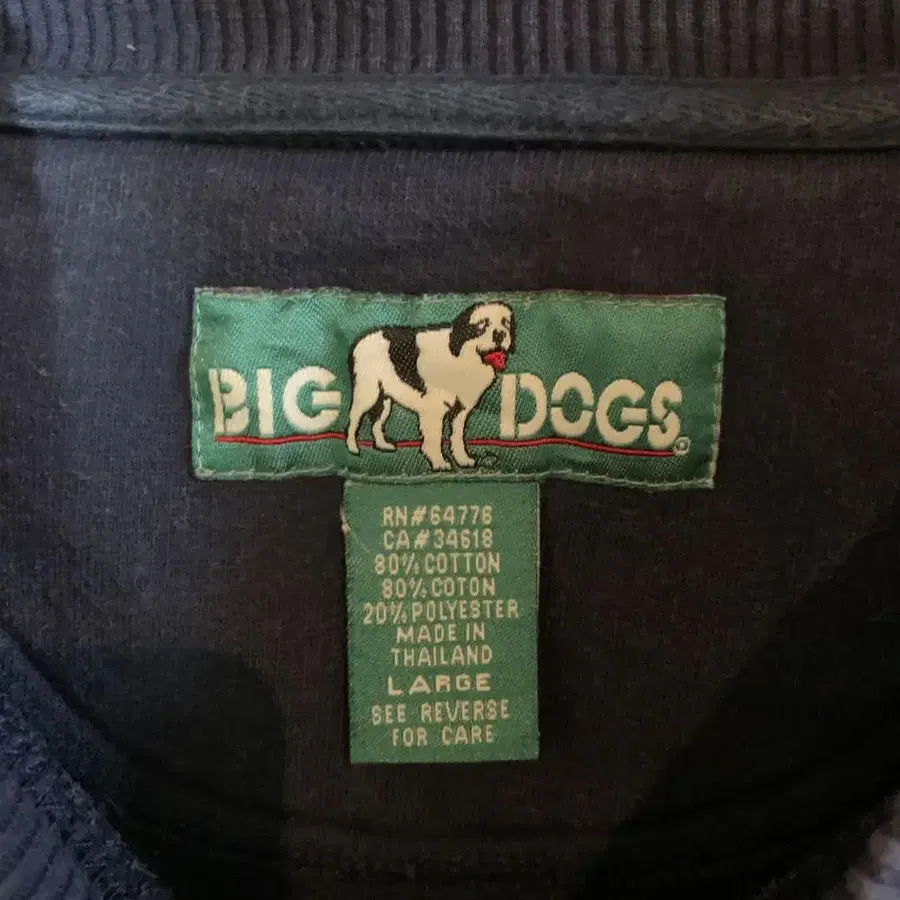 BIG DOGS®
RN#64776
CA#34618
80% COTTON
80% COTON
20% POLYESTER
MADE IN
THAILAND
LARGE
SEE REVERSE
FOR CARE